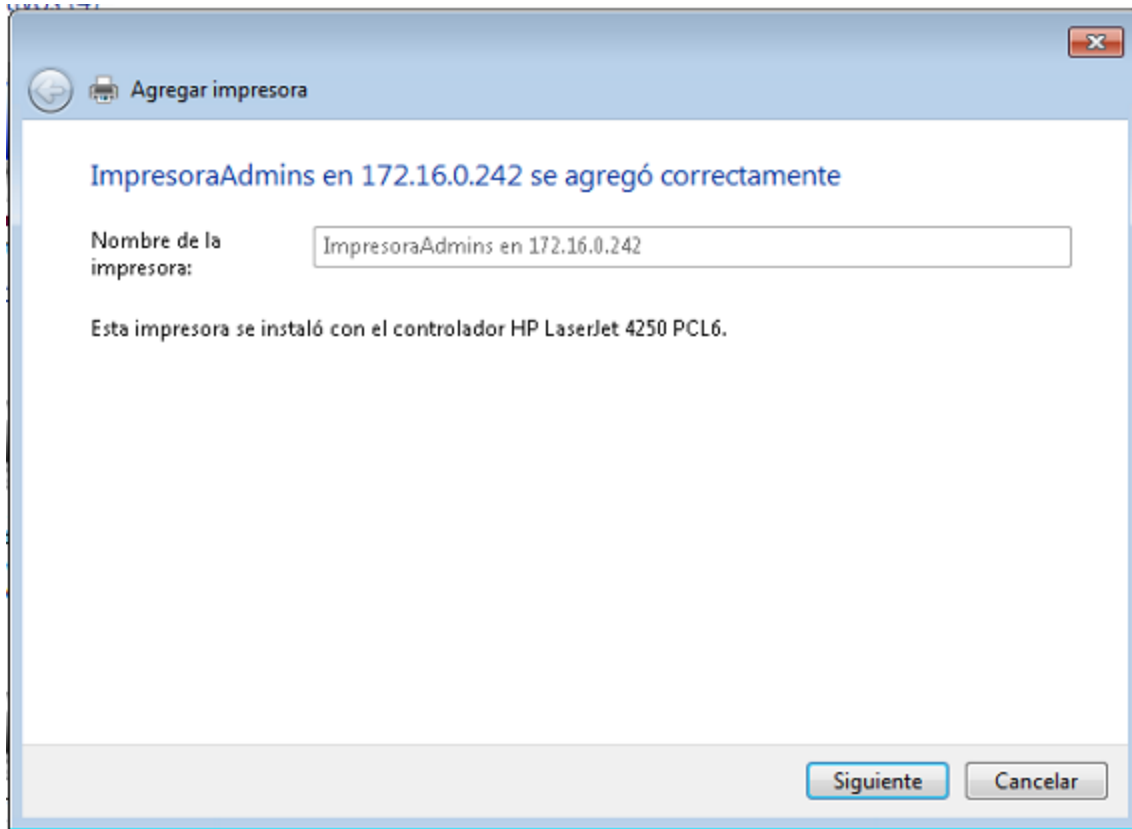 Agregar impresora
ImpresoraAdmins en 172.16.0.242 se agregó correctamente
Nombre de la
impresora:
ImpresoraAdmins en 172.16.0.242
Esta impresora se instaló con el controlador HP LaserJet 4250 PCL6.
Siguiente
Cancelar